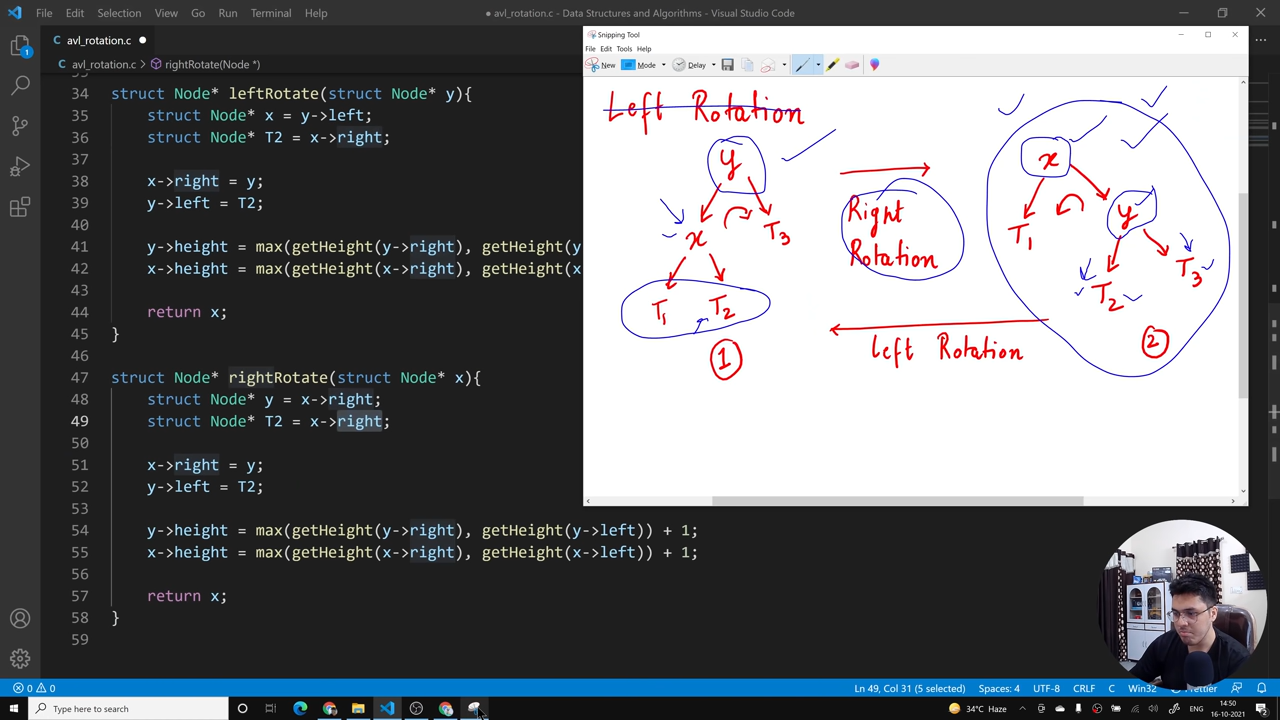 File Edit Selection View Go Run Terminal Help
avl_rotation.c - Data Structures and Algorithms - Visual Studio Code
avl_rotation.c
avl_rotation.c > rightRotate(Node *)
34 struct Node* leftRotate(struct Node* y){
35 struct Node* x = y->left;
36 struct Node* T2 = x->right;
37
38 x->right = y;
39 y->left = T2;
40
41 y->height = max(getHeight(y->right), getHeight(y
42 x->height = max(getHeight(x->right), getHeight(x
43
44 return x;
45 }
46
47 struct Node* rightRotate(struct Node* x){
48 struct Node* y = x->right;
49 struct Node* T2 = x->right;
50
51 x->right = y;
52 y->left = T2;
53
54 y->height = max(getHeight(y->right), getHeight(y->left)) + 1;
55 x->height = max(getHeight(x->right), getHeight(x->left)) + 1;
56
57 return x;
58 }
59
Snipping Tool
File Edit Tools Help
New Mode Delay
Left Rotation
y
x T3
T1 T2
1
Right
Rotation
Left Rotation
x
T1 y
T2 T3
2
1
0 0
Ln 49, Col 31 (5 selected) Spaces: 4 UTF-8 CRLF C Win32 Prettier
Type here to search
34°C Haze
ENG
14:50
16-10-2021